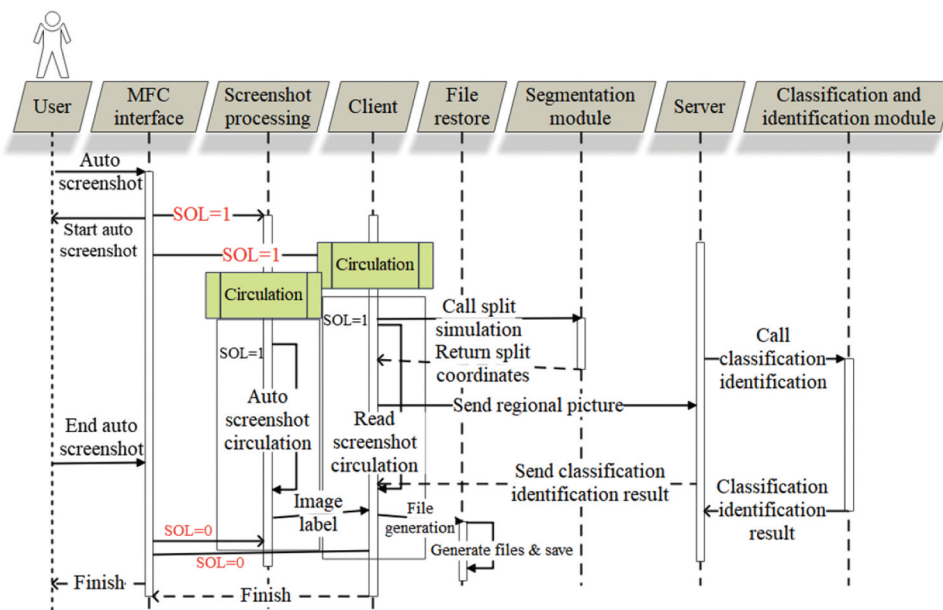 User
MFC
interface
Screenshot
processing
Client
File
restore
Segmentation
module
Server
Classification and
identification module
Auto
screenshot
Start auto
screenshot
SOL=1
SOL=1
Circulation
Circulation
SOL=1
SOL=1
Call split
simulation
Return split
coordinates
Call
classification
identification
Auto
screenshot
circulation
Send regional picture
Read
screenshot
circulation
End auto
screenshot
Send classification
identification result
Classification
identification
result
Image
label
File
generation
Generate files & save
SOL=0
SOL=0
Finish
Finish